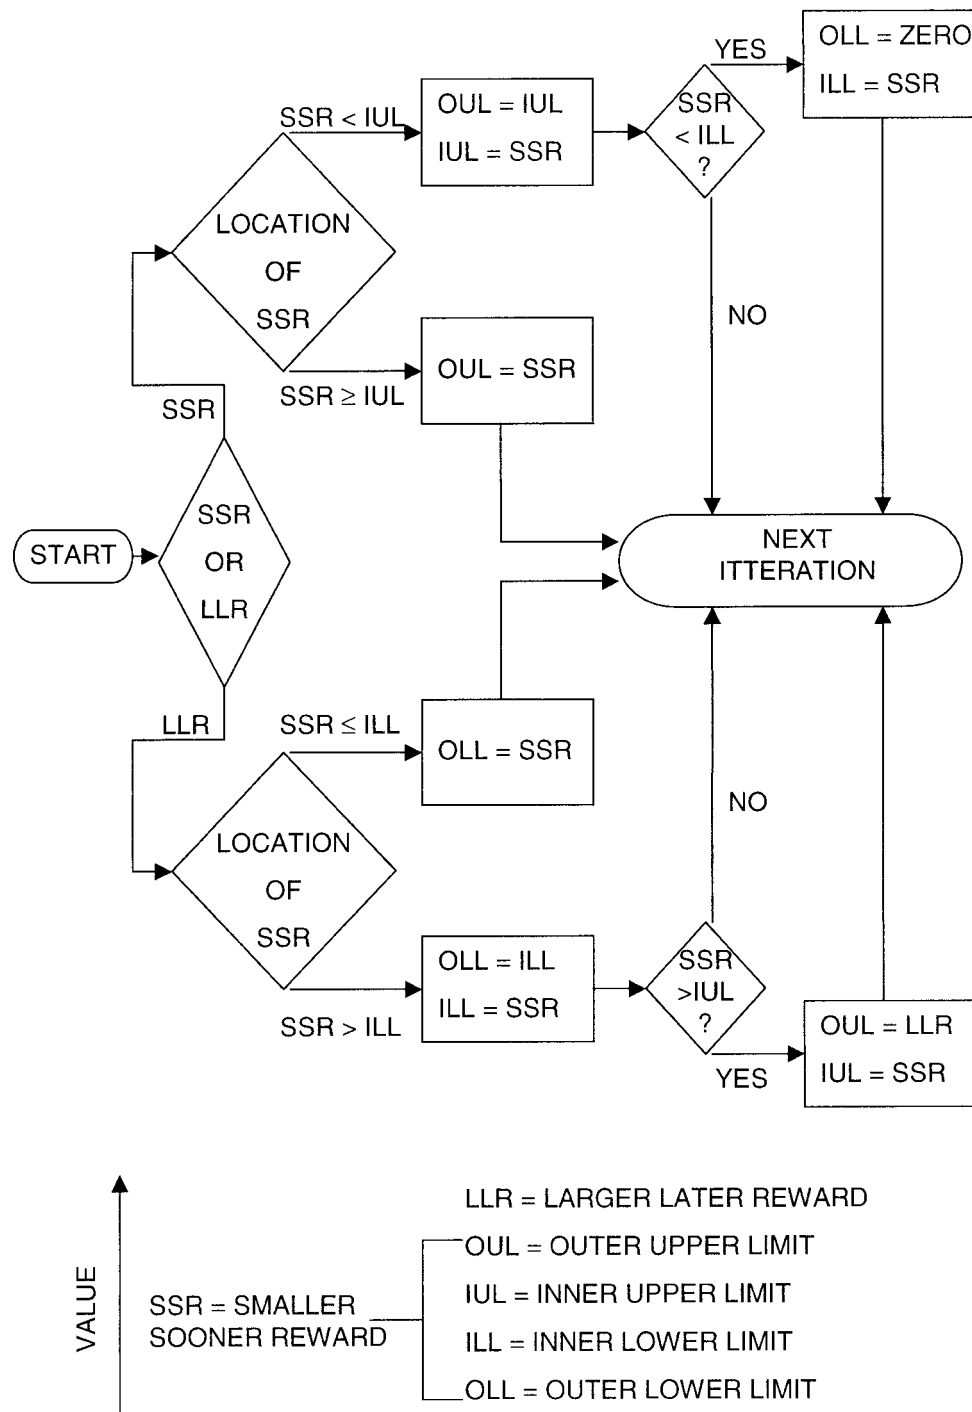 YES
OLL = ZERO
ILL = SSR
SSR < IUL
OUL = IUL
IUL = SSR
SSR
< ILL
?
LOCATION
OF
SSR
NO
OUL = SSR
SSR ≥ IUL
SSR
START
SSR
OR
LLR
NEXT
ITTERATION
LLR
SSR ≤ ILL
OLL = SSR
NO
LOCATION
OF
SSR
OLL = ILL
ILL = SSR
SSR > ILL
SSR
>IUL
?
YES
OUL = LLR
IUL = SSR
VALUE
SSR = SMALLER
SOONER REWARD
LLR = LARGER LATER REWARD
OUL = OUTER UPPER LIMIT
IUL = INNER UPPER LIMIT
ILL = INNER LOWER LIMIT
OLL = OUTER LOWER LIMIT